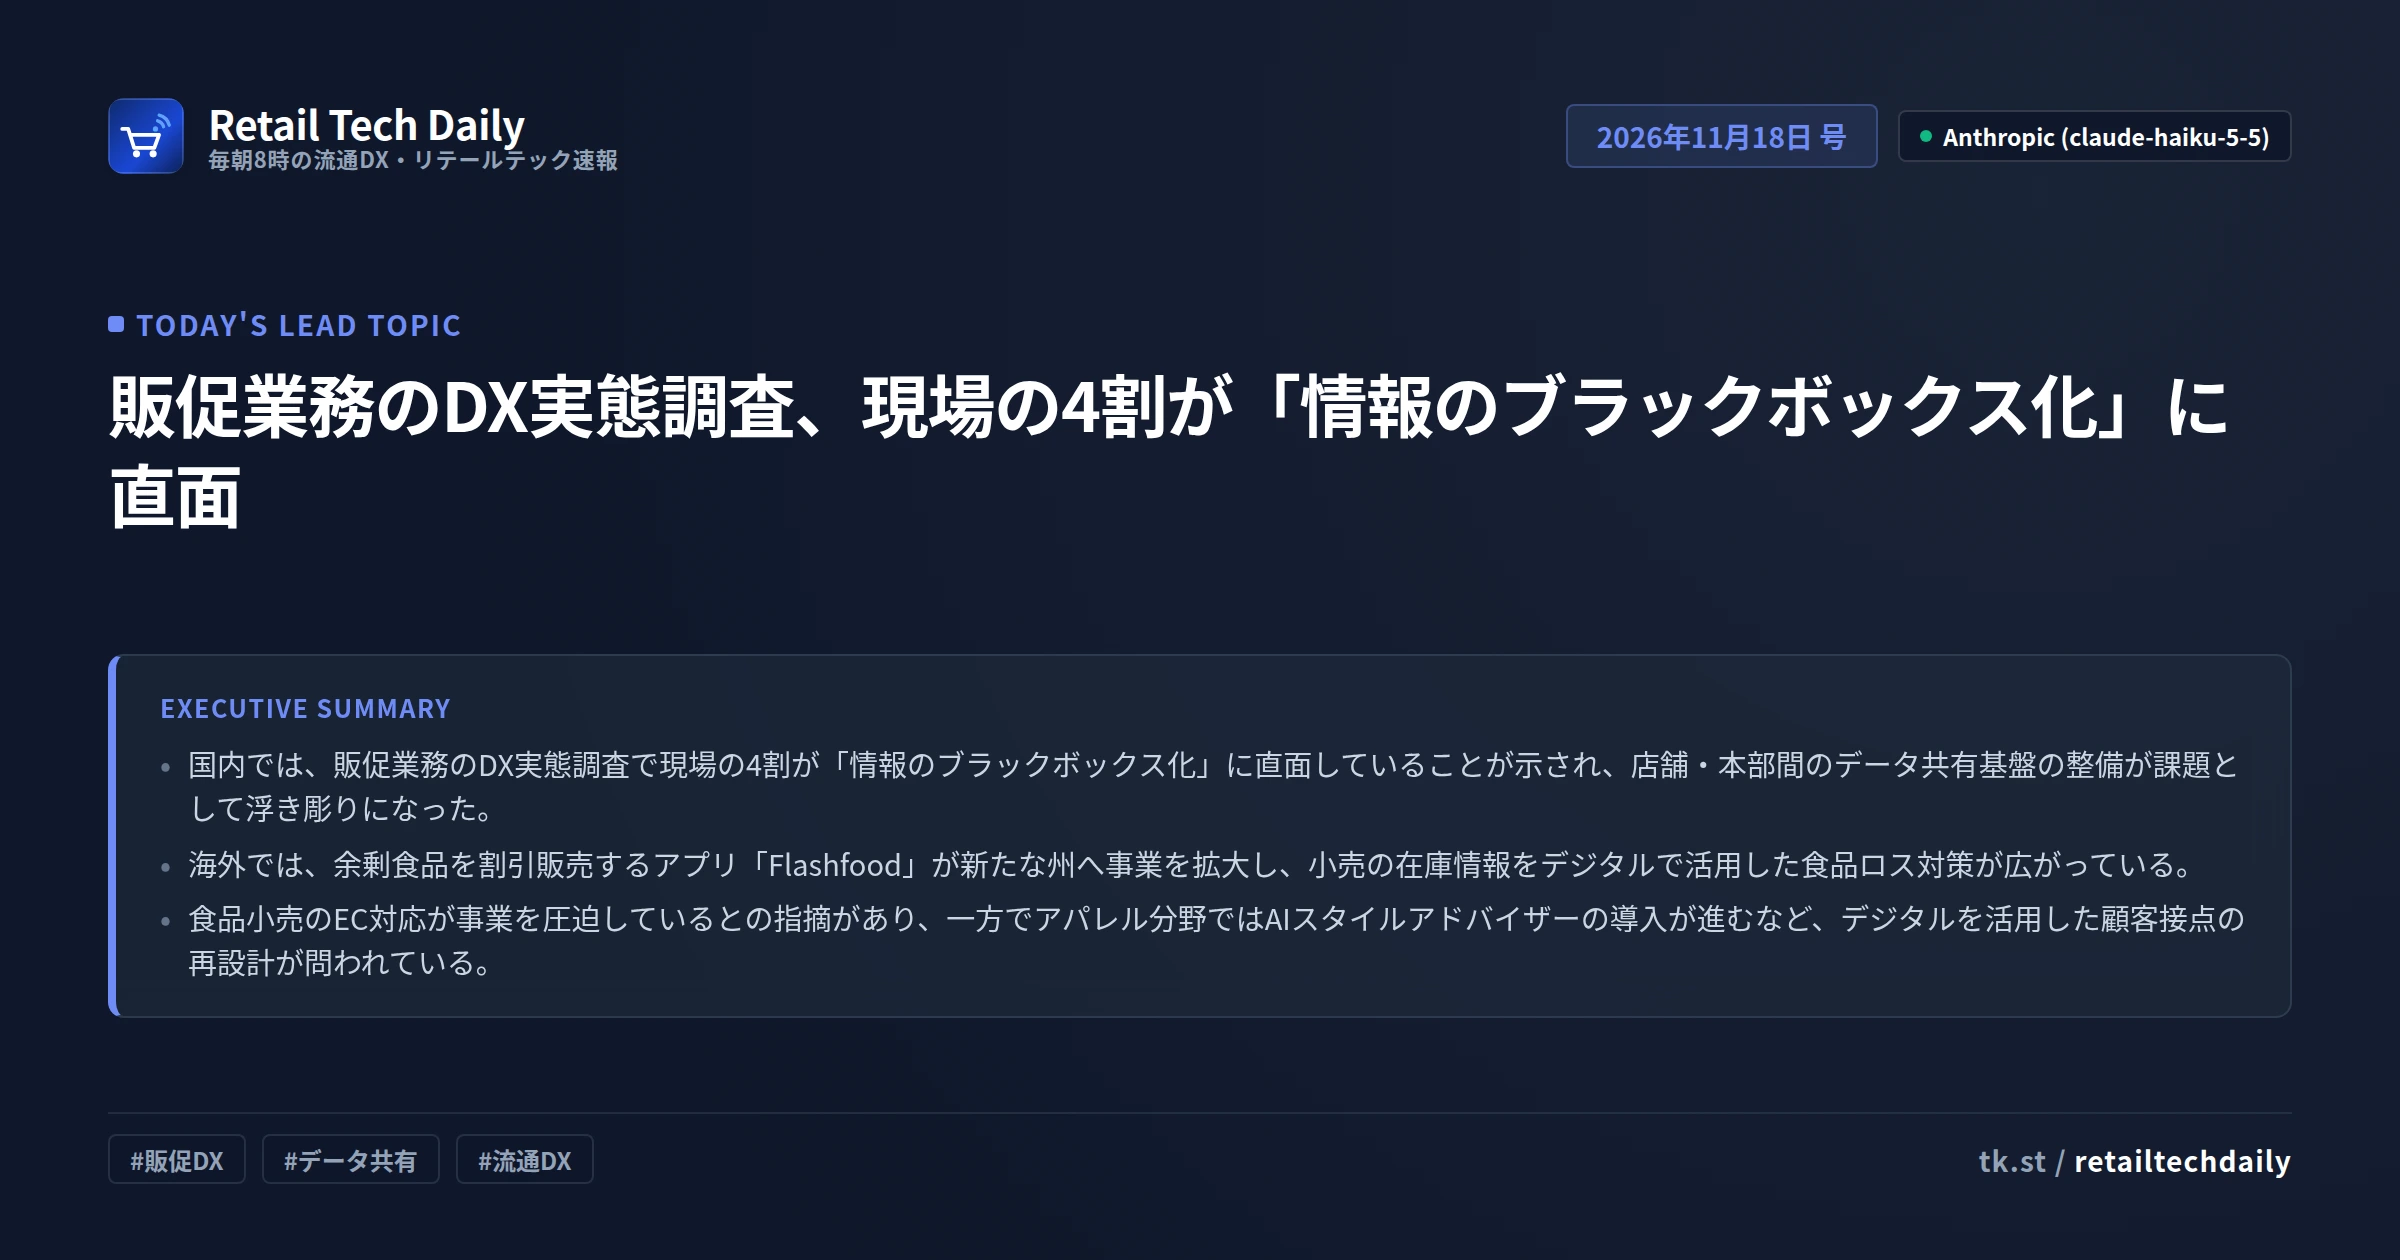 Retail Tech Daily
毎朝8時の流通DX・リテールテック速報
2026年11月18日 号
Anthropic (claude-haiku-5-5)
TODAY'S LEAD TOPIC
販促業務のDX実態調査、現場の4割が「情報のブラックボックス化」に
直面
EXECUTIVE SUMMARY
• 国内では、販促業務のDX実態調査で現場の4割が「情報のブラックボックス化」に直面していることが示され、店舗・本部間のデータ共有基盤の整備が課題と
して浮き彫りになった。
• 海外では、余剰食品を割引販売するアプリ「Flashfood」が新たな州へ事業を拡大し、小売の在庫情報をデジタルで活用した食品ロス対策が広がっている。
• 食品小売のEC対応が事業を圧迫しているとの指摘があり、一方でアパレル分野ではAIスタイルアドバイザーの導入が進むなど、デジタルを活用した顧客接点の
再設計が問われている。
#販促DX
#データ共有
#流通DX
tk.st / retailtechdaily